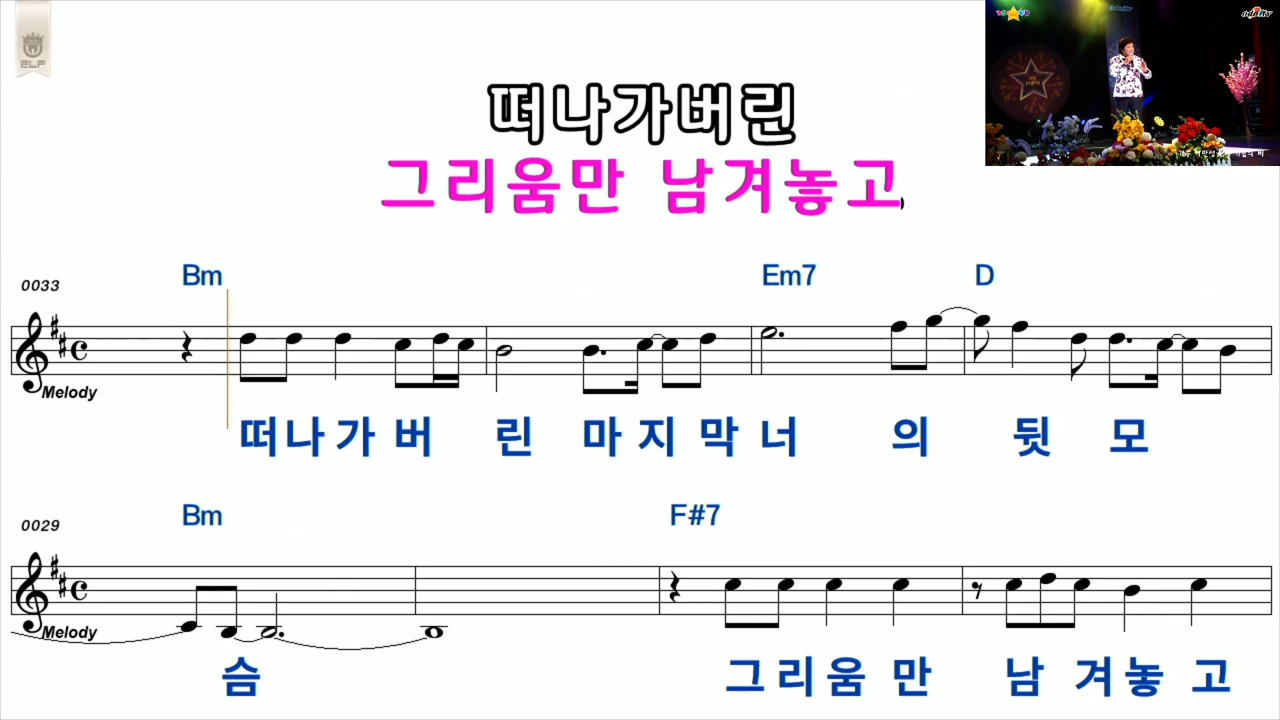 ELF
떠나가버린
그리움만 남겨놓고
0033
Bm Em7 D
Melody
떠나가버린 마지막너의 뒷모
0029
Bm F#7
Melody
슴 그리움만 남겨놓고